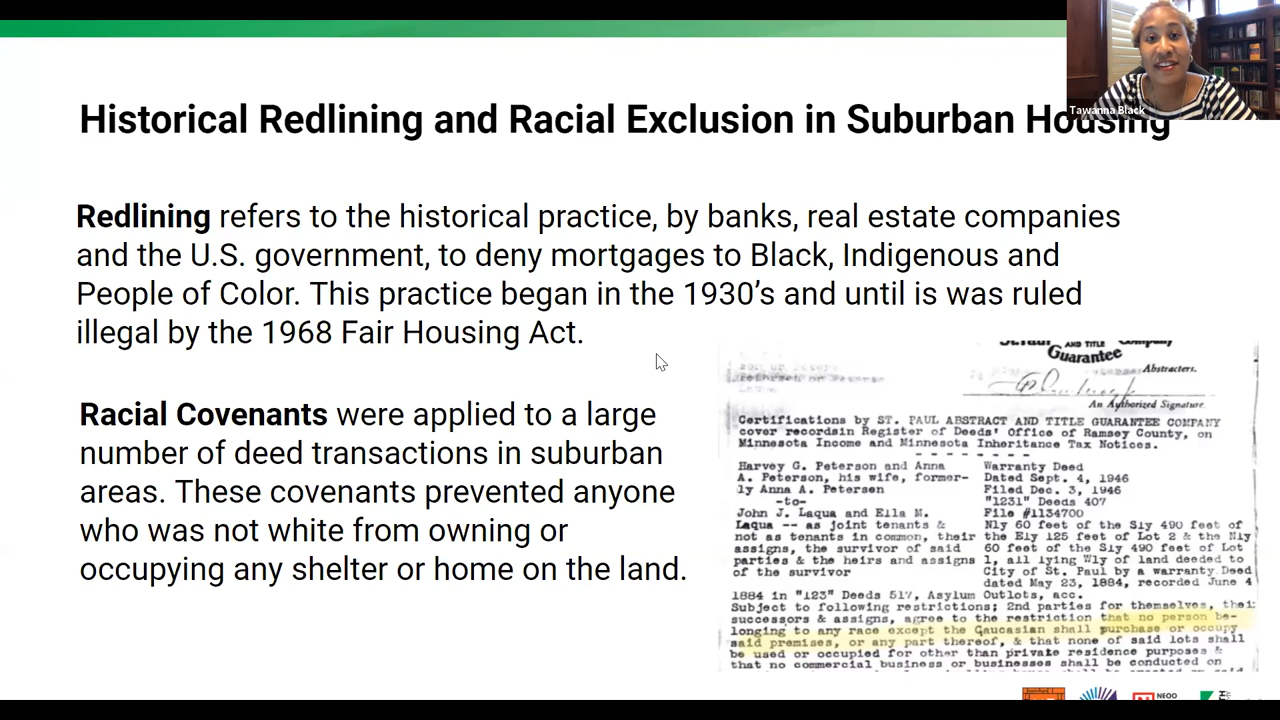 Tawanna Black
Historical Redlining and Racial Exclusion in Suburban Housing
Redlining refers to the historical practice, by banks, real estate companies
and the U.S. government, to deny mortgages to Black, Indigenous and
People of Color. This practice began in the 1930’s and until is was ruled
illegal by the 1968 Fair Housing Act.
Racial Covenants were applied to a large
number of deed transactions in suburban
areas. These covenants prevented anyone
who was not white from owning or
occupying any shelter or home on the land.
AND TITLE Company
Guarantee
Abstracters.
An Authorized Signature.
Certifications by ST. PAUL ABSTRACT AND TITLE GUARANTEE COMPANY
cover recordsin Register of Deeds' Office of Ramsey County, on
Minnesota Income and Minnesota Inheritance Tax Notices.
Harvey G. Peterson and Anna
A. Peterson, his wife, former-
ly Anna A. Petersen
-to-
John J. Laqua and Ella M.
Laqua -- as joint tenants &
not as tenants in common, their
assigns, the survivor of said
parties & the heirs and assigns
of the survivor
Warranty Deed
Dated Sept. 4, 1946
Filed Dec. 3, 1946
"1231" Deeds 407
File #1134700
Nly 60 feet of the Sly 490 feet of
the Ely 125 feet of Lot 2 & the Nly
60 feet of the Sly 490 feet of Lot
1, all lying Wly of land deeded to
City of St. Paul by a warranty Deed
dated May 23, 1884, recorded June 4
1884 in "123" Deeds 517, Asylum Outlots, acc.
Subject to following restrictions; 2nd parties for themselves, thei
successors & assigns, agree to the restriction that no person be-
longing to any race except the Caucasian shall purchase or occupy
said premises, or any part thereof, & that none of said lots shall
be used or occupied for other than private residence purposes &
that no commercial business or businesses shall be conducted on
NEOO